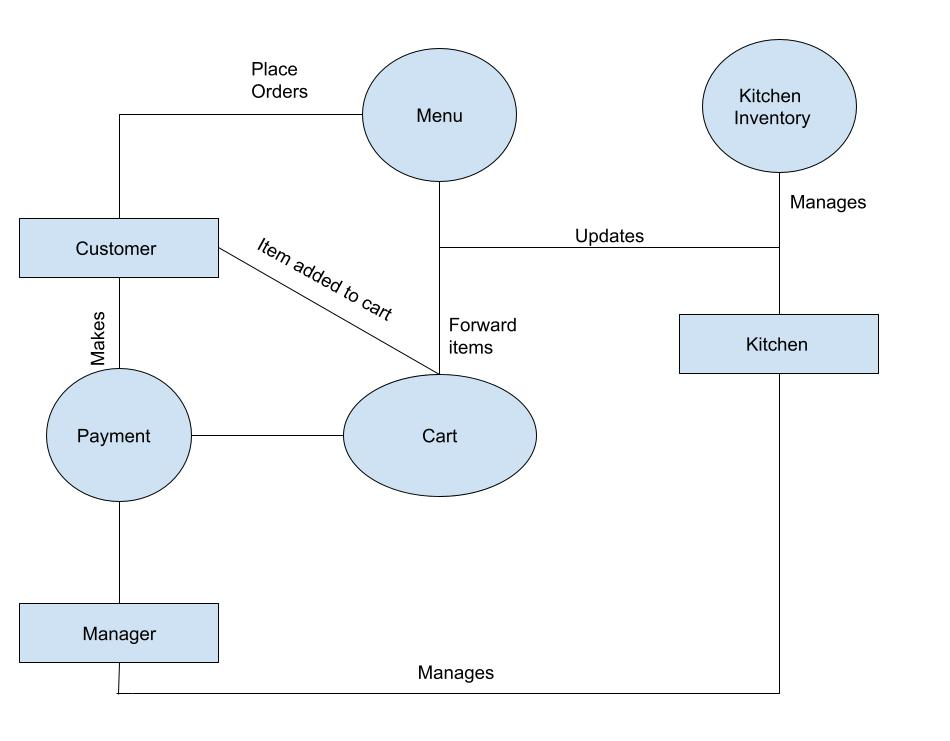 Place
Orders
Menu
Kitchen
Inventory
Manages
Customer
Item added to cart
Updates
Makes
Forward
items
Kitchen
Payment
Cart
Manager
Manages